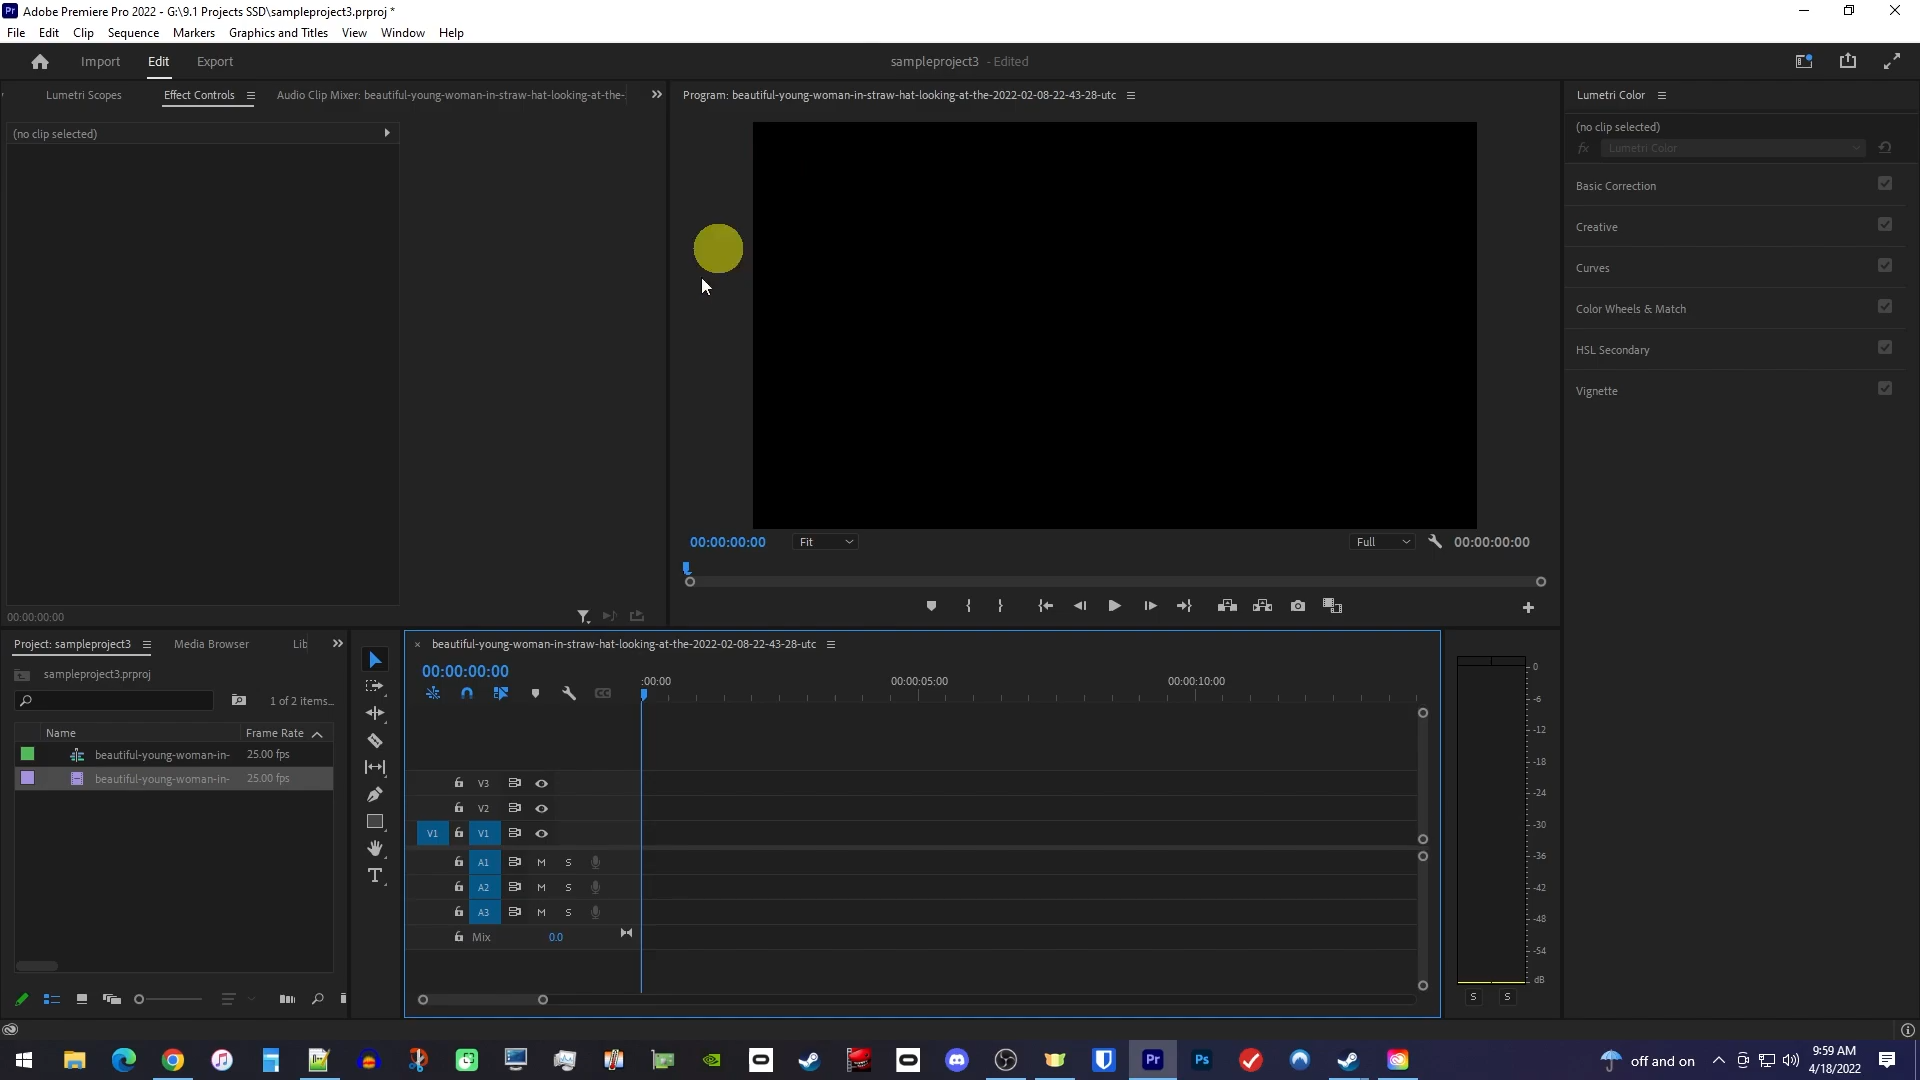 Pr Adobe Premiere Pro 2022 - G:\9.1 Projects SSD\sampleproject3.prproj *
File Edit Clip Sequence Markers Graphics and Titles View Window Help
Import Edit Export
sampleproject3 - Edited
Lumetri Scopes Effect Controls Audio Clip Mixer: beautiful-young-woman-in-straw-hat-looking-at-the-
Program: beautiful-young-woman-in-straw-hat-looking-at-the-2022-02-08-22-43-28-utc
Lumetri Color
(no clip selected)
(no clip selected)
fx Lumetri Color
Basic Correction
Creative
Curves
Color Wheels & Match
HSL Secondary
Vignette
00:00:00:00 Fit Full 00:00:00:00
00:00:00:00
Project: sampleproject3 Media Browser Lib
sampleproject3.prproj
1 of 2 items...
Name Frame Rate
beautiful-young-woman-in- 25.00 fps
beautiful-young-woman-in- 25.00 fps
T
× beautiful-young-woman-in-straw-hat-looking-at-the-2022-02-08-22-43-28-utc
00:00:00:00
:00:00 00:00:05:00 00:00:10:00
V3
V2
V1 V1
A1 M S
A2 M S
A3 M S
Mix 0.0
0
-6
-12
-18
-24
-30
-36
-42
-48
-54
dB
S S
Pr Ps
off and on
9:59 AM
4/18/2022